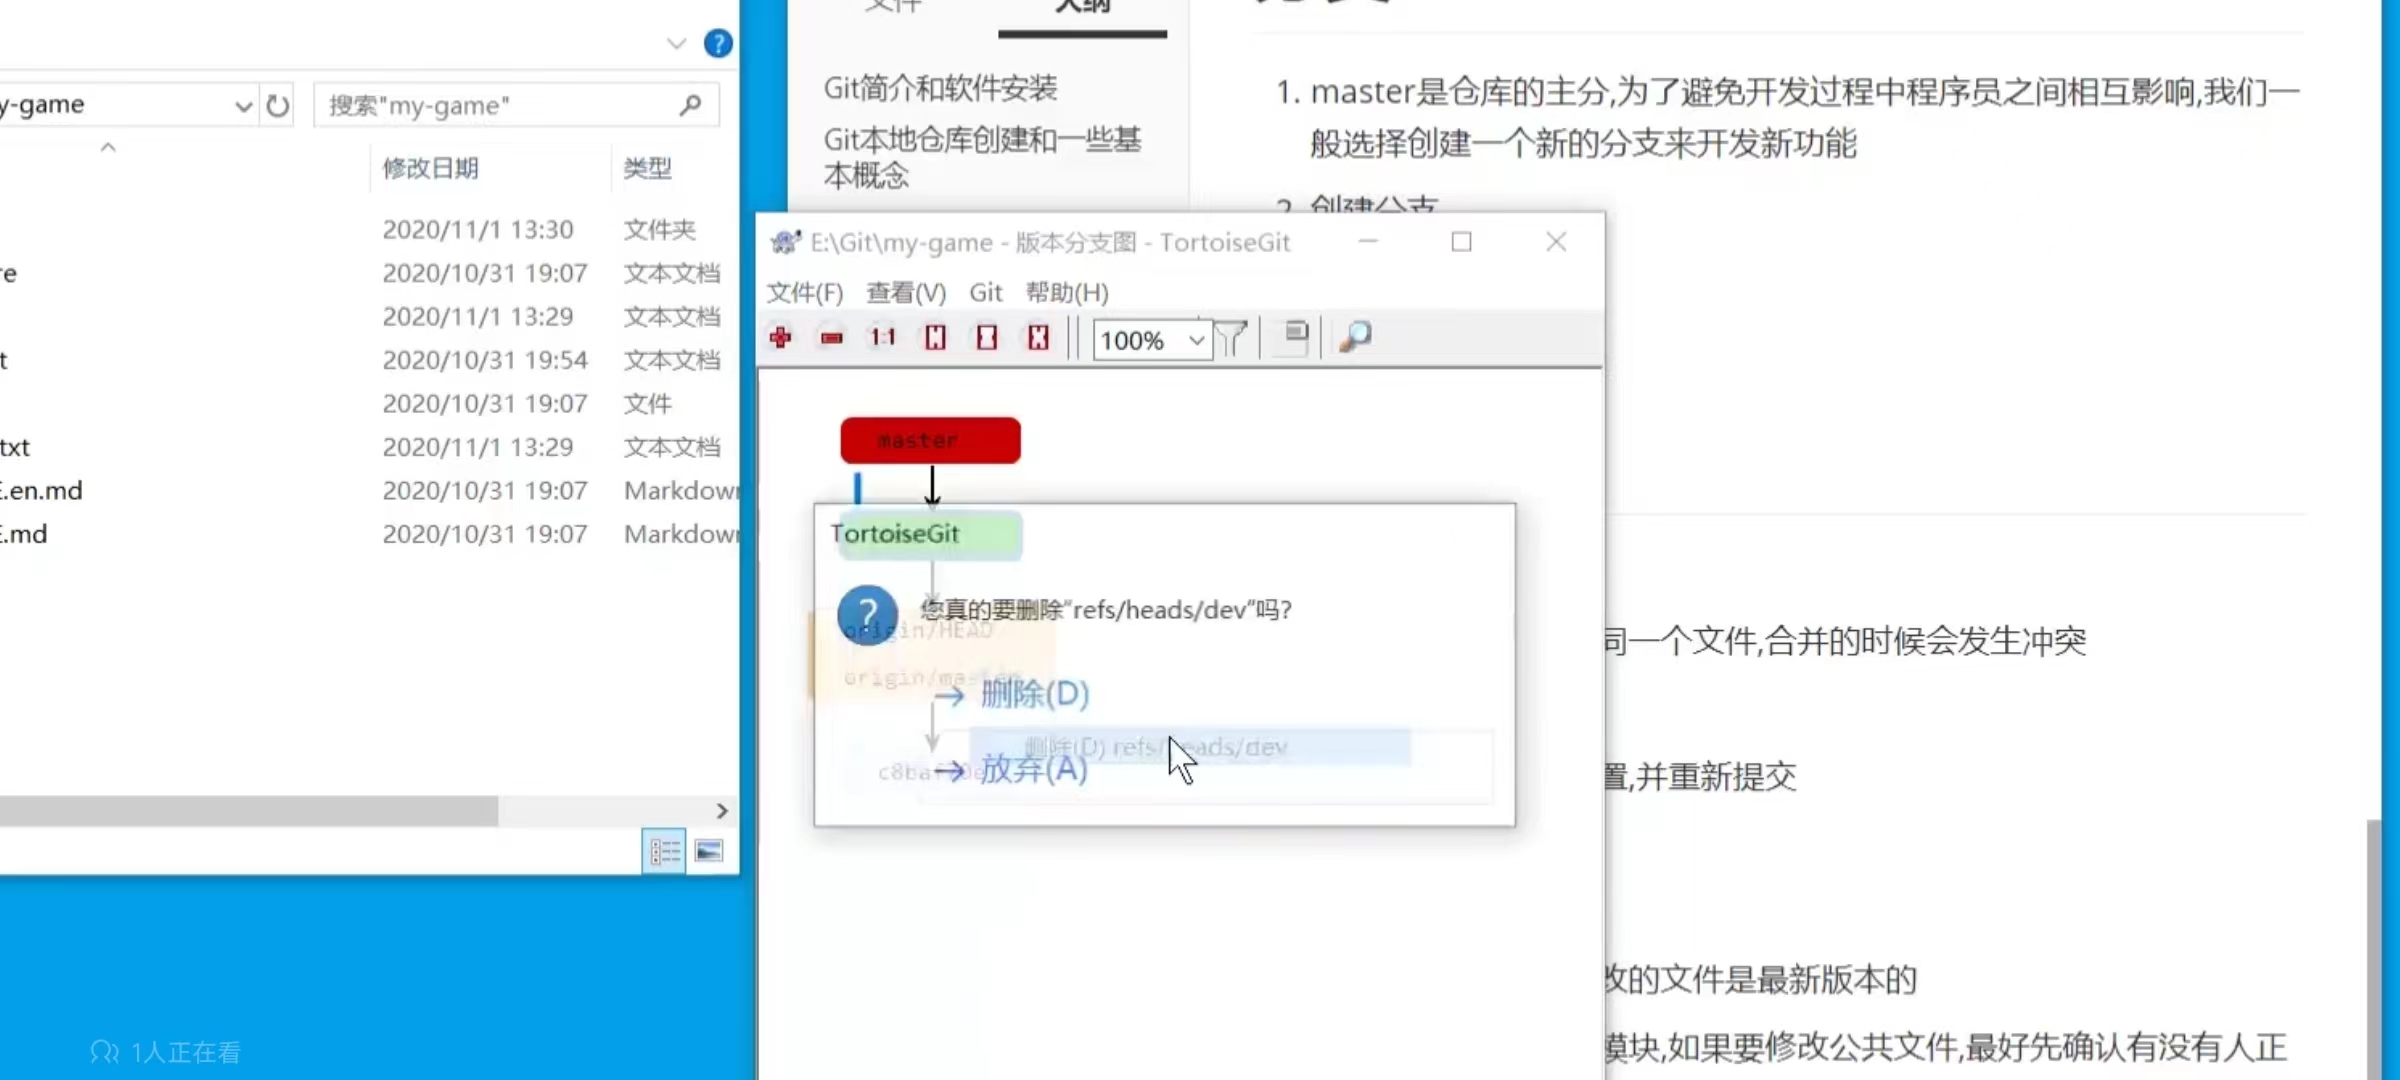 y-game
搜索"my-game"
修改日期 类型
2020/11/1 13:30 文件夹
re 2020/10/31 19:07 文本文档
2020/11/1 13:29 文本文档
t 2020/10/31 19:54 文本文档
2020/10/31 19:07 文件
txt 2020/11/1 13:29 文本文档
E.en.md 2020/10/31 19:07 Markdown
E.md 2020/10/31 19:07 Markdown
1人正在看
文件 大纲
Git简介和软件安装
Git本地仓库创建和一些基
本概念
1. master是仓库的主分,为了避免开发过程中程序员之间相互影响,我们一
般选择创建一个新的分支来开发新功能
2. 创建分支
E:\Git\my-game - 版本分支图 - TortoiseGit
文件(F) 查看(V) Git 帮助(H)
1:1 100%
master
TortoiseGit
您真的要删除"refs/heads/dev"吗?
origin/HEAD
origin/master
删除(D)
删除(D) refs/heads/dev
放弃(A)
同一个文件,合并的时候会发生冲突
置,并重新提交
改的文件是最新版本的
模块,如果要修改公共文件,最好先确认有没有人正